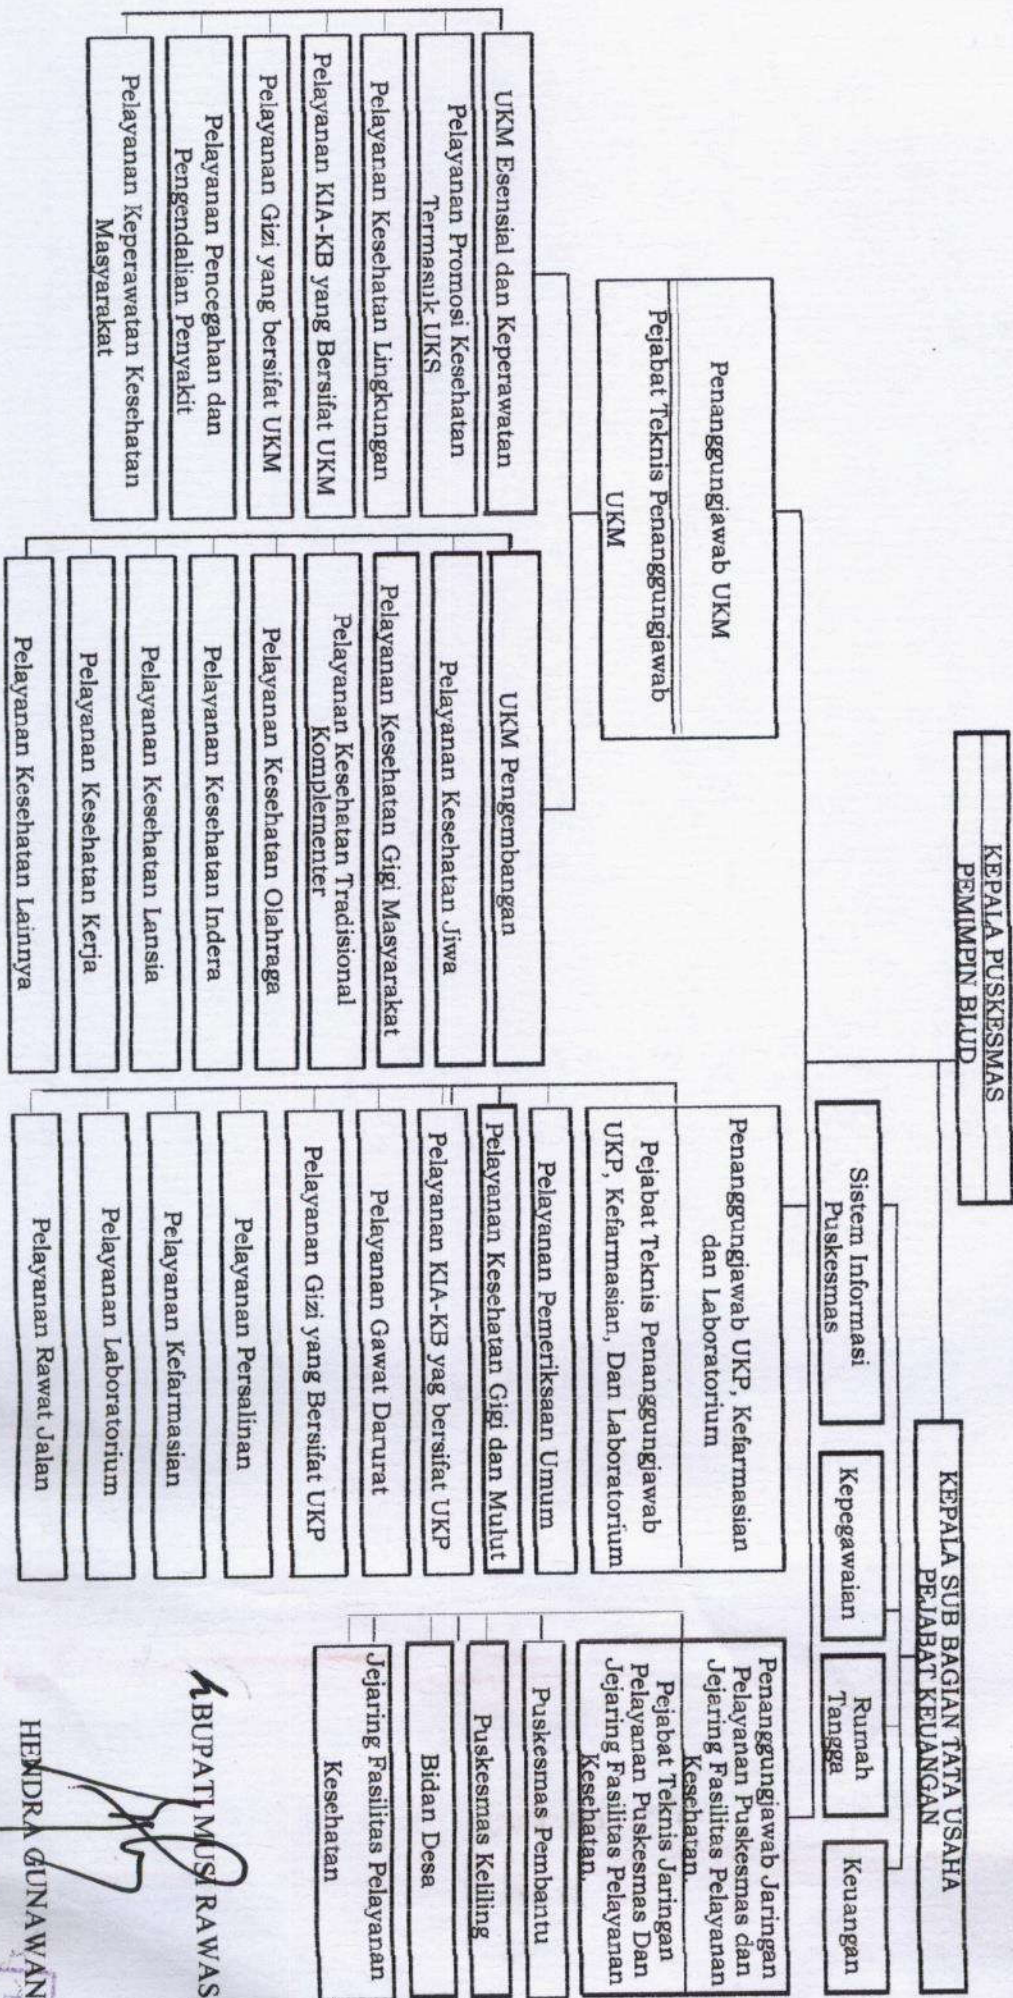 KEPALA PUSKESMAS
PEMIMPIN BLUD
KEPALA SUB BAGIAN TATA USAHA
PEJABAT KEUANGAN
Sistem Informasi
Puskesmas
Kepegawaian
Rumah
Tangga
Keuangan
Penanggungjawab UKM
Pejabat Teknis Penanggungjawab
UKM
UKM Esensial dan Keperawatan
Pelayanan Promosi Kesehatan
Termasuk UKS
Pelayanan Kesehatan Lingkungan
Pelayanan KIA-KB yang Bersifat UKM
Pelayanan Gizi yang bersifat UKM
Pelayanan Pencegahan dan
Pengendalian Penyakit
Pelayanan Keperawatan Kesehatan
Masyarakat
UKM Pengembangan
Pelayanan Kesehatan Jiwa
Pelayanan Kesehatan Gigi Masyarakat
Pelayanan Kesehatan Tradisional
Komplementer
Pelayanan Kesehatan Olahraga
Pelayanan Kesehatan Indera
Pelayanan Kesehatan Lansia
Pelayanan Kesehatan Kerja
Pelayanan Kesehatan Lainnya
Penanggungjawab UKP, Kefarmasian
dan Laboratorium
Pejabat Teknis Penanggungjawab
UKP, Kefarmasian, Dan Laboratorium
Pelayanan Pemeriksaan Umum
Pelayanan Kesehatan Gigi dan Mulut
Pelayanan KIA-KB yag bersifat UKP
Pelayanan Gawat Darurat
Pelayanan Gizi yang Bersifat UKP
Pelayanan Persalinan
Pelayanan Kefarmasian
Pelayanan Laboratorium
Pelayanan Rawat Jalan
Penanggungjawab Jaringan
Pelayanan Puskesmas dan
Jejaring Fasilitas Pelayanan
Kesehatan
Pejabat Teknis Jaringan
Pelayanan Puskesmas Dan
Jejaring Fasilitas Pelayanan
Kesehatan.
Puskesmas Pembantu
Puskesmas Keliling
Bidan Desa
Jejaring Fasilitas Pelayanan
Kesehatan
BUPATI MUSI RAWAS
HENDRA GUNAWAN